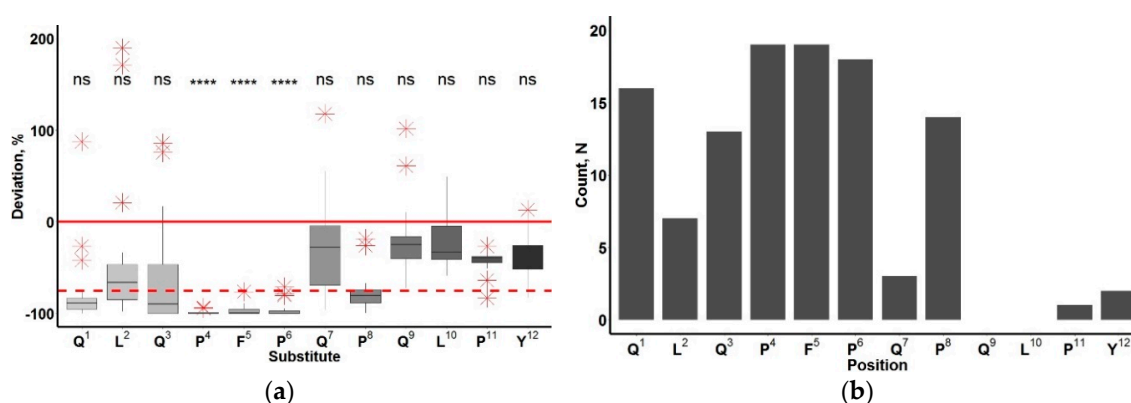 200
100
0
-100
Deviation, %
ns ns ns **** **** **** ns ns ns ns ns ns
Q1 L2 Q3 P4 F5 P6 Q7 P8 Q9 L10 P11 Y12
Substitute
(a)
20
15
10
5
0
Count, N
Q1 L2 Q3 P4 F5 P6 Q7 P8 Q9 L10 P11 Y12
Position
(b)